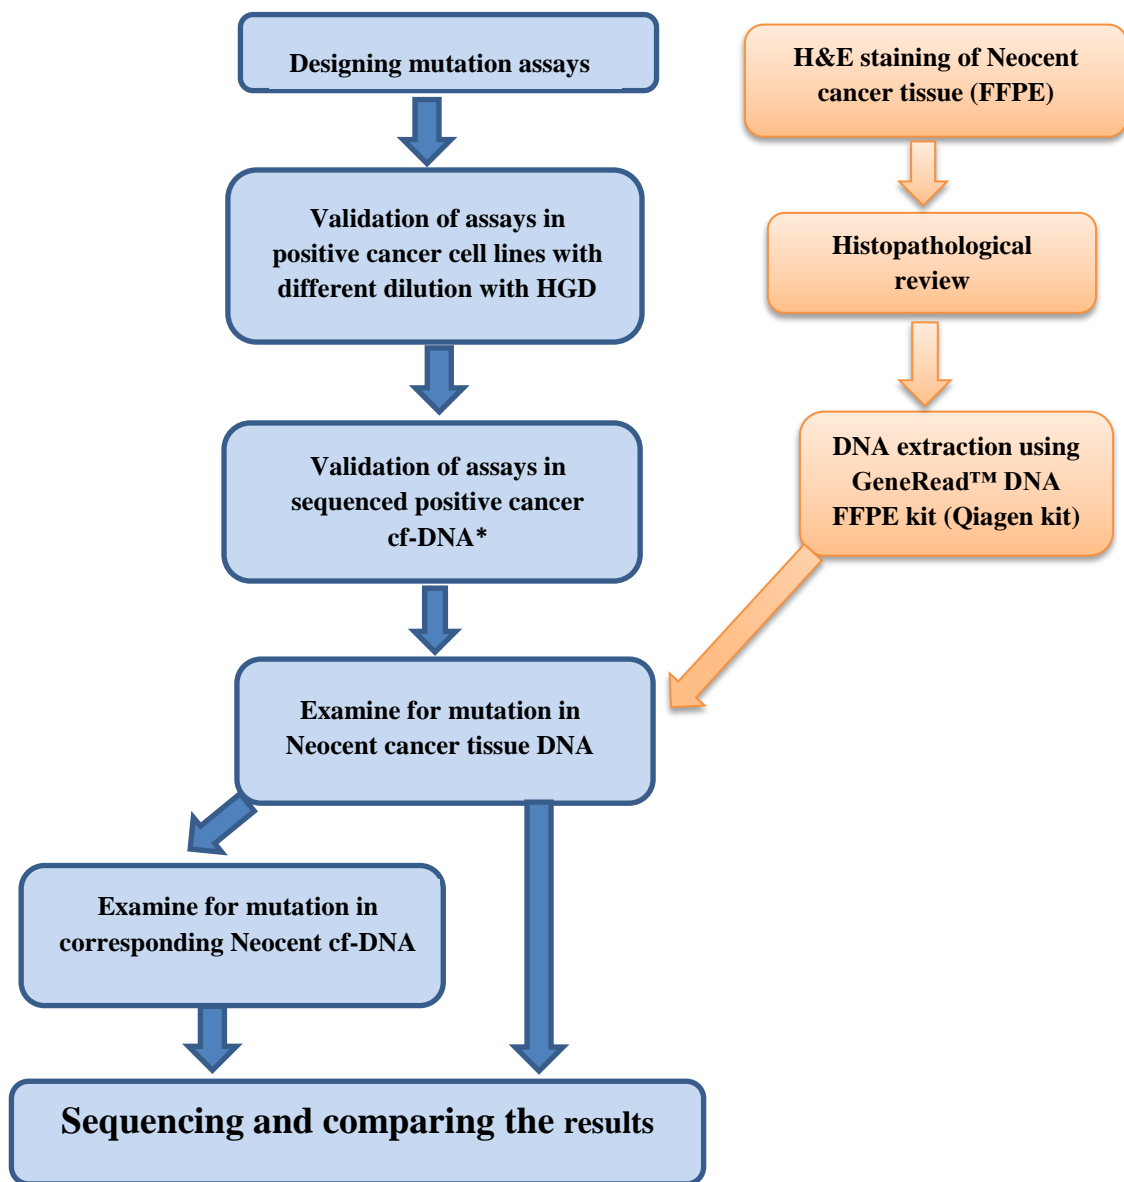 Designing mutation assays
Validation of assays in
positive cancer cell lines with
different dilution with HGD
Validation of assays in
sequenced positive cancer
cf-DNA*
Examine for mutation in
Neocent cancer tissue DNA
Examine for mutation in
corresponding Neocent cf-DNA
Sequencing and comparing the results
H&E staining of Neocent
cancer tissue (FFPE)
Histopathological
review
DNA extraction using
GeneRead™ DNA
FFPE kit (Qiagen kit)